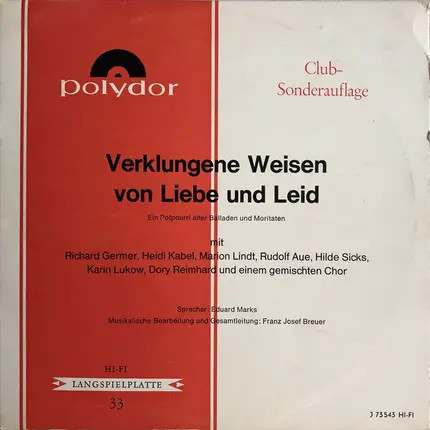 polydor
Club-
Sonderauflage
Verklungene Weisen
von Liebe und Leid
Ein Potpourri alter Balladen und Moritaten
mit
Richard Germer, Heidi Kabel, Marion Lindt, Rudolf Aue, Hilde Sicks,
Karin Lukow, Dory Reimhard und einem gemischten Chor
Sprecher: Eduard Marks
Musikalische Bearbeitung und Gesamtleitung: Franz Josef Breuer
HI-FI
LANGSPIELPLATTE
33
J 73545 HI-FI